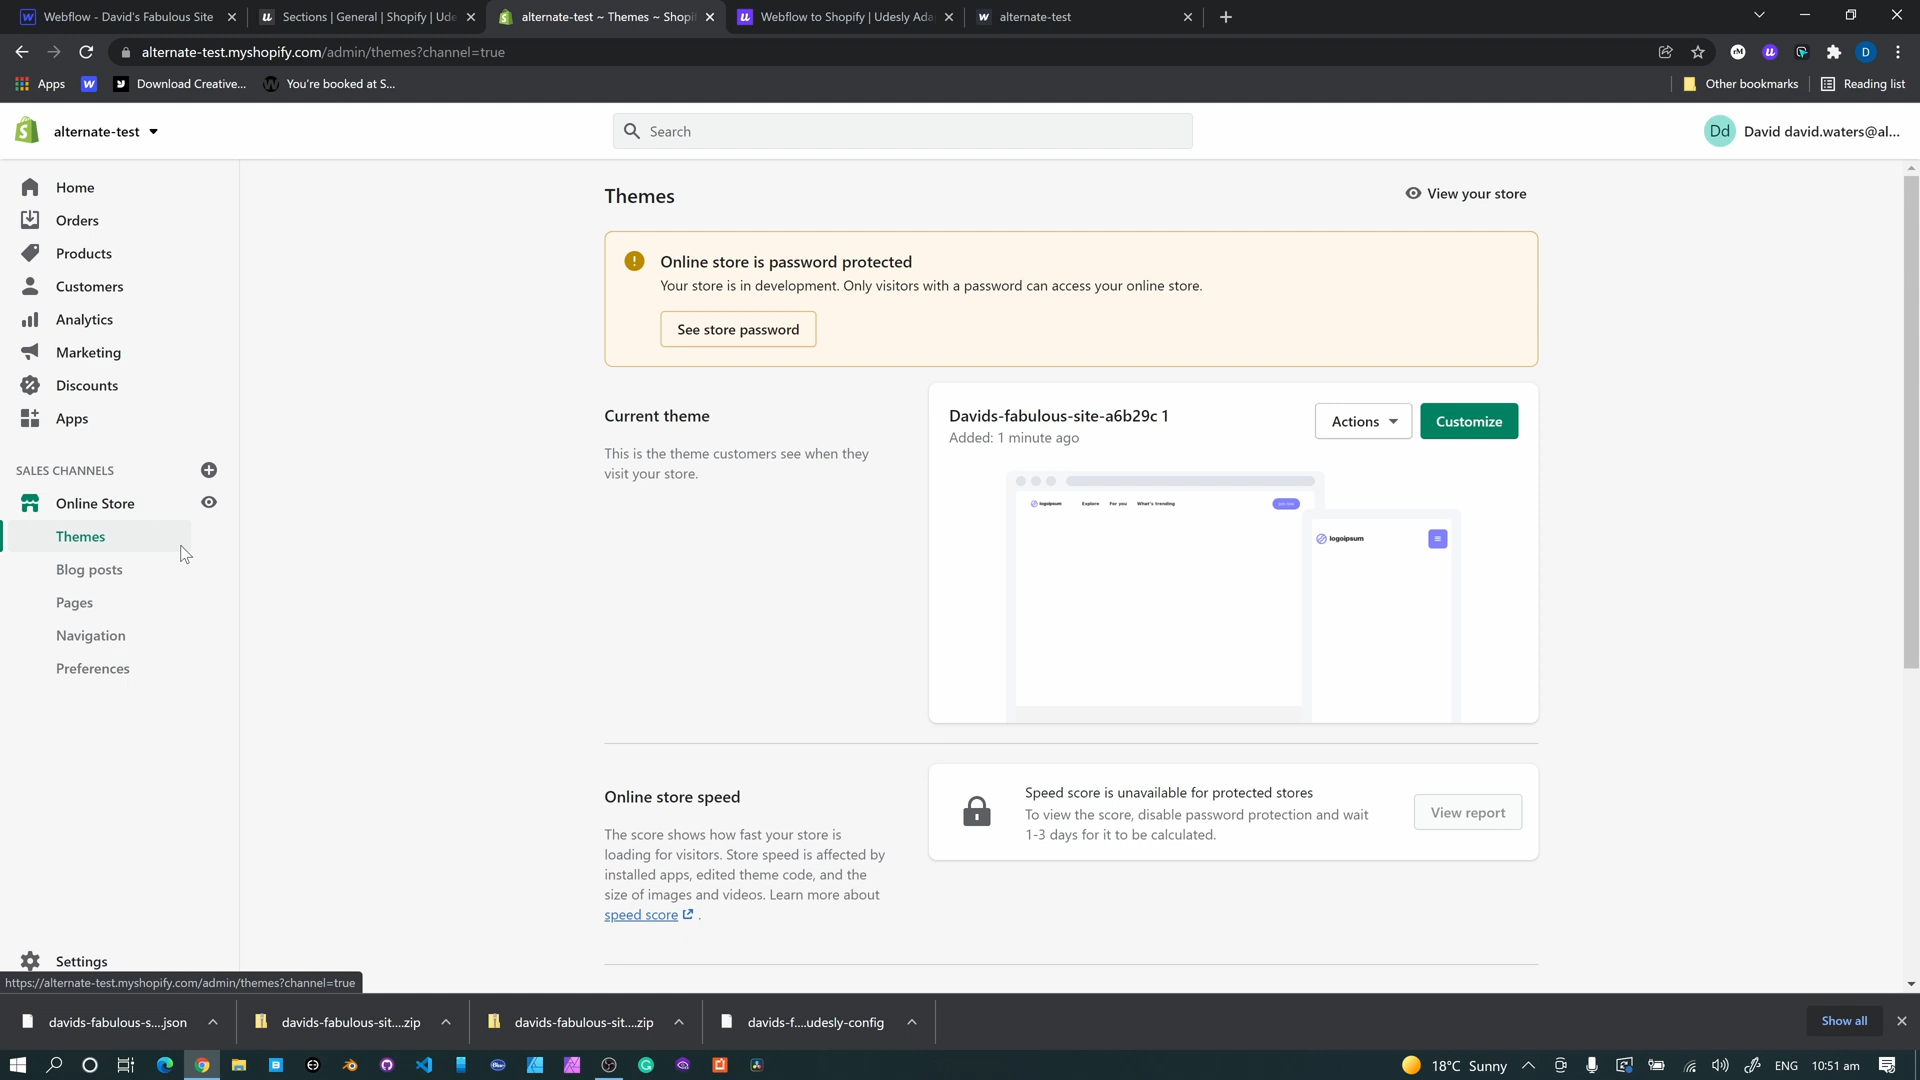 Webflow - David's Fabulous Site
Sections | General | Shopify | Ude
alternate-test ~ Themes ~ Shopi
Webflow to Shopify | Udesly Ada
alternate-test
alternate-test.myshopify.com/admin/themes?channel=true
Apps
Download Creative...
You're booked at S...
Other bookmarks
Reading list
alternate-test
Search
Dd
David david.waters@al...
Home
Orders
Products
Customers
Analytics
Marketing
Discounts
Apps
SALES CHANNELS
Online Store
Themes
Blog posts
Pages
Navigation
Preferences
Settings
Themes
View your store
Online store is password protected
Your store is in development. Only visitors with a password can access your online store.
See store password
Current theme
This is the theme customers see when they
visit your store.
Davids-fabulous-site-a6b29c 1
Added: 1 minute ago
Actions
Customize
logoipsum
Explore
For you
What's trending
logoipsum
Online store speed
The score shows how fast your store is
loading for visitors. Store speed is affected by
installed apps, edited theme code, and the
size of images and videos. Learn more about
speed score .
Speed score is unavailable for protected stores
To view the score, disable password protection and wait
1-3 days for it to be calculated.
View report
https://alternate-test.myshopify.com/admin/themes?channel=true
davids-fabulous-s....json
davids-fabulous-sit....zip
davids-fabulous-sit....zip
davids-f....udesly-config
Show all
18°C Sunny
ENG
10:51 am